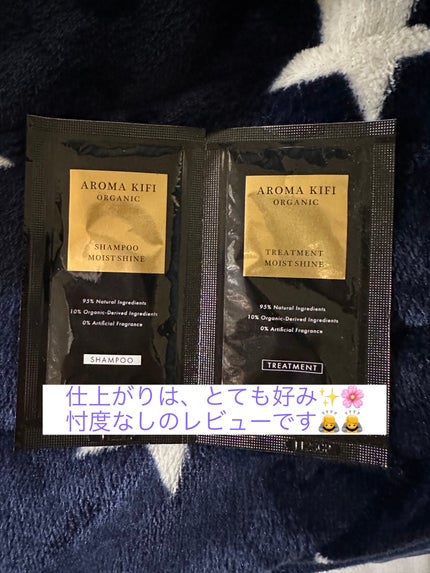 AROMA KIFI
ORGANIC
SHAMPOO
MOIST SHINE
95% Natural Ingredients
10% Organic-Derived Ingredients
0% Artificial Fragrance
SHAMPOO
AROMA KIFI
ORGANIC
TREATMENT
MOIST SHINE
95% Natural Ingredients
10% Organic-Derived Ingredients
0% Artificial Fragrance
TREATMENT
仕上がりは、とても好み✨🌸
忖度なしのレビューです🙇🙇